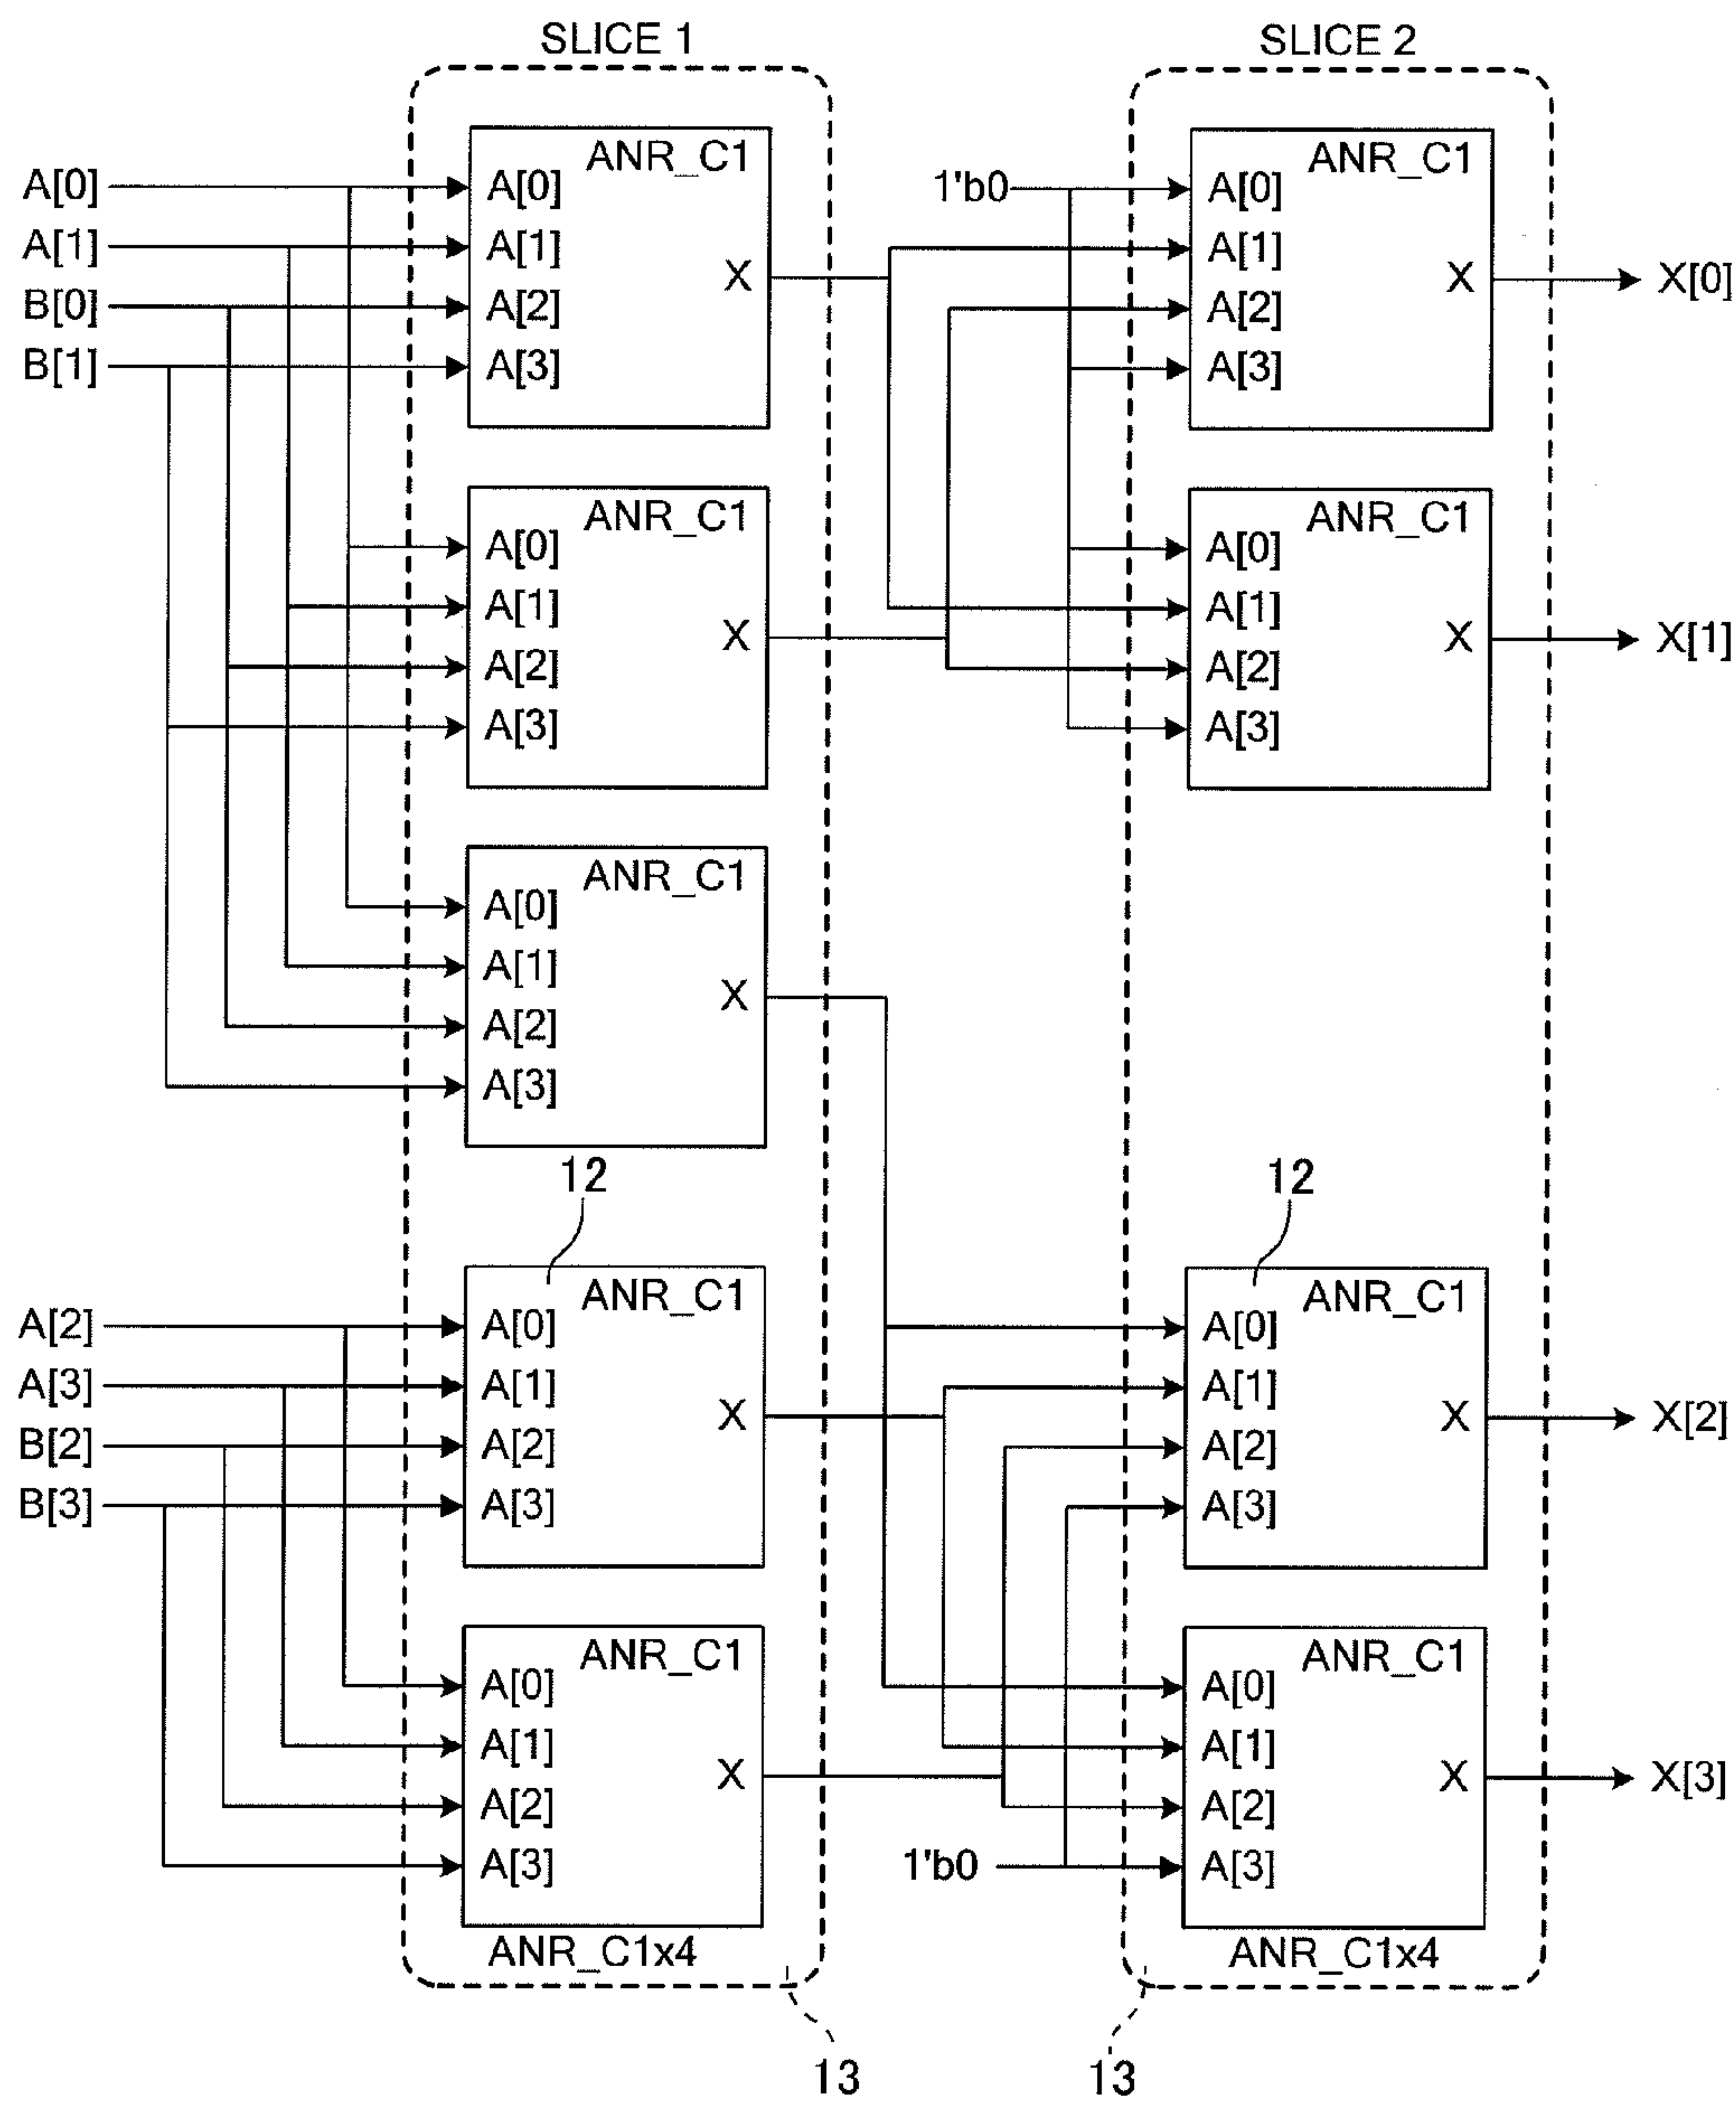 SLICE 1 SLICE 2
ANR_C1 ANR_C1
A[0] A[0] 1'b0 A[0]
A[1] A[1] A[1]
X X X[0]
B[0] A[2] A[2]
B[1] A[3] A[3]
ANR_C1 ANR_C1
A[0] A[0]
A[1] A[1]
X X X[1]
A[2] A[2]
A[3] A[3]
ANR_C1
A[0]
A[1]
X
A[2]
A[3]
12 12
ANR_C1 ANR_C1
A[2] A[0] A[0]
A[3] A[1] A[1]
X X X[2]
B[2] A[2] A[2]
B[3] A[3] A[3]
ANR_C1 ANR_C1
A[0] A[0]
A[1] A[1]
X X X[3]
A[2] A[2]
A[3] 1'b0 A[3]
ANR_C1x4 ANR_C1x4
13 13